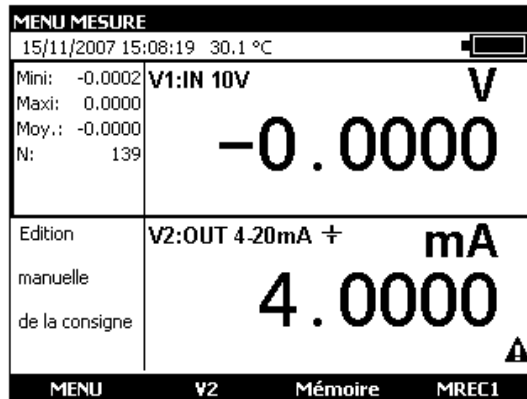 MENU MESURE
15/11/2007 15:08:19 30.1 °C
Mini: -0.0002
Maxi: 0.0000
Moy.: -0.0000
N: 139
V1:IN 10V
V
-0.0000
Edition
manuelle
de la consigne
V2:OUT 4-20mA
mA
4.0000
MENU V2 Mémoire MREC1